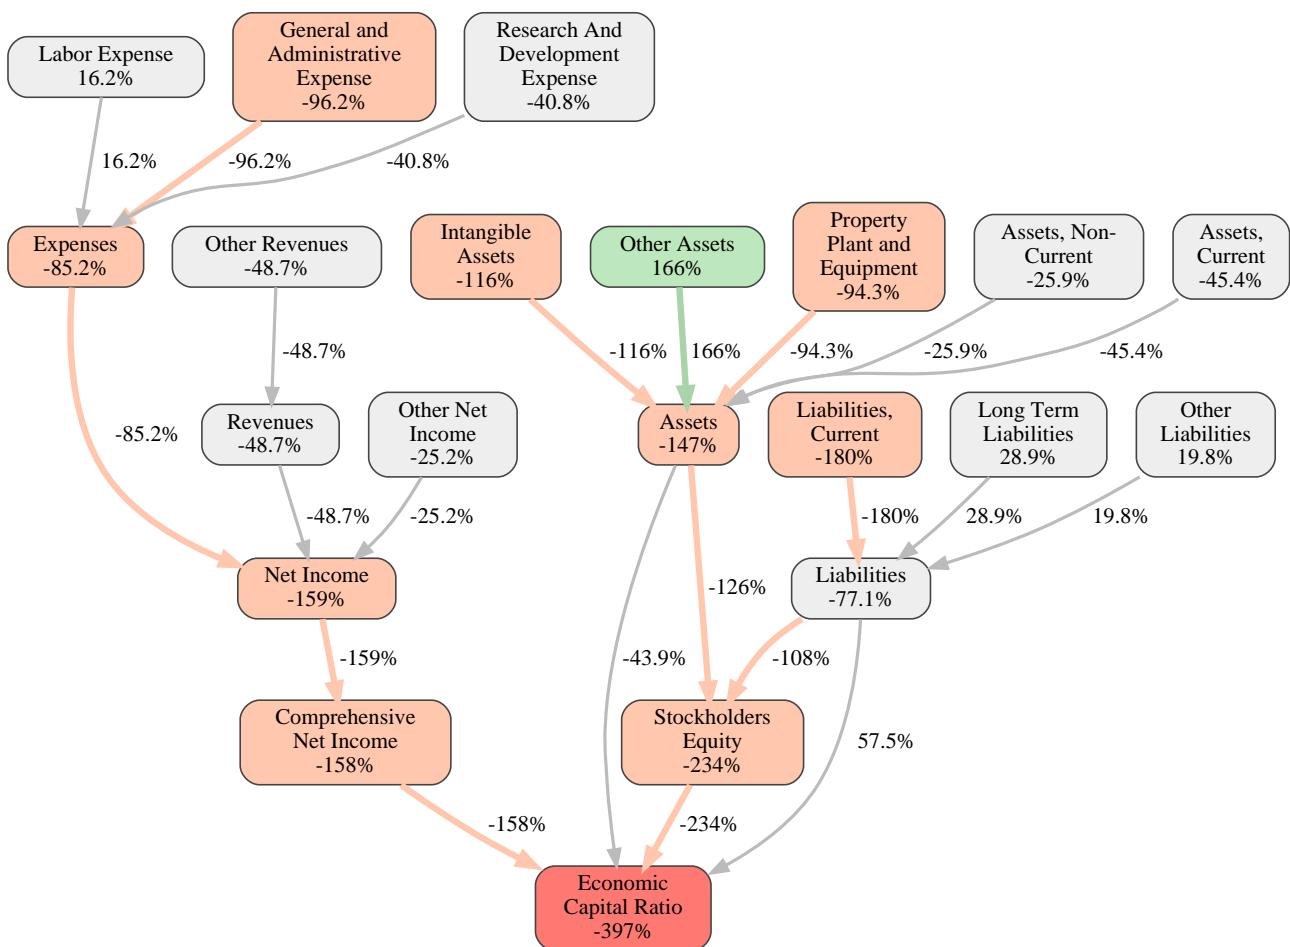 Labor Expense
16.2%
General and
Administrative
Expense
-96.2%
Research And
Development
Expense
-40.8%
16.2%
-96.2%
-40.8%
Expenses
-85.2%
Other Revenues
-48.7%
Intangible
Assets
-116%
Other Assets
166%
Property
Plant and
Equipment
-94.3%
Assets, Non-
Current
-25.9%
Assets,
Current
-45.4%
-48.7%
-116%
166%
-94.3%
-25.9%
-45.4%
-85.2%
Revenues
-48.7%
Other Net
Income
-25.2%
Assets
-147%
Liabilities,
Current
-180%
Long Term
Liabilities
28.9%
Other
Liabilities
19.8%
-48.7%
-25.2%
-180%
28.9%
19.8%
Net Income
-159%
-126%
Liabilities
-77.1%
-159%
-43.9%
-108%
Comprehensive
Net Income
-158%
Stockholders
Equity
-234%
57.5%
-158%
-234%
Economic
Capital Ratio
-397%